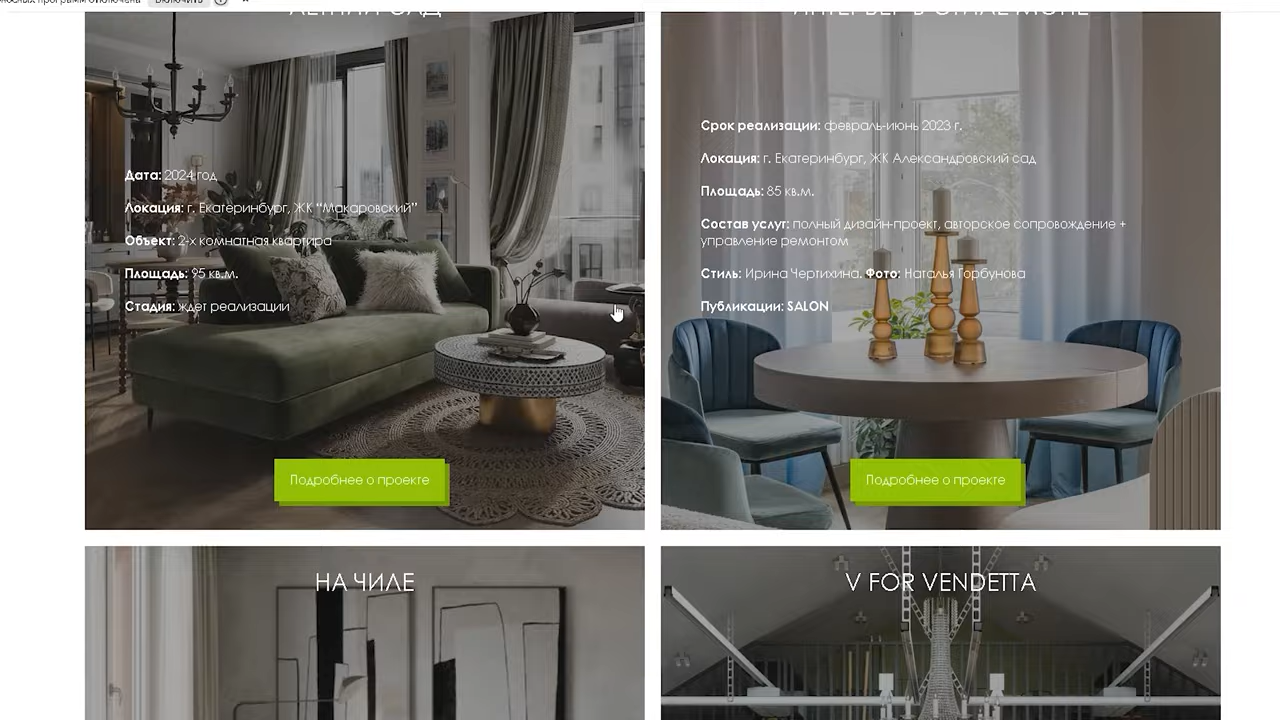 Включить
Дата: 2024 год
Локация: г. Екатеринбург, ЖК “Макаровский”
Объект: 2-х комнатная квартира
Площадь: 95 кв.м.
Стадия: ждет реализации
Подробнее о проекте
Срок реализации: февраль-июнь 2023 г.
Локация: г. Екатеринбург, ЖК Александровский сад
Площадь: 85 кв.м.
Состав услуг: полный дизайн-проект, авторское сопровождение +
управление ремонтом
Стиль: Ирина Чертихина. Фото: Наталья Горбунова
Публикации: SALON
Подробнее о проекте
НА ЧИЛЕ
V FOR VENDETTA